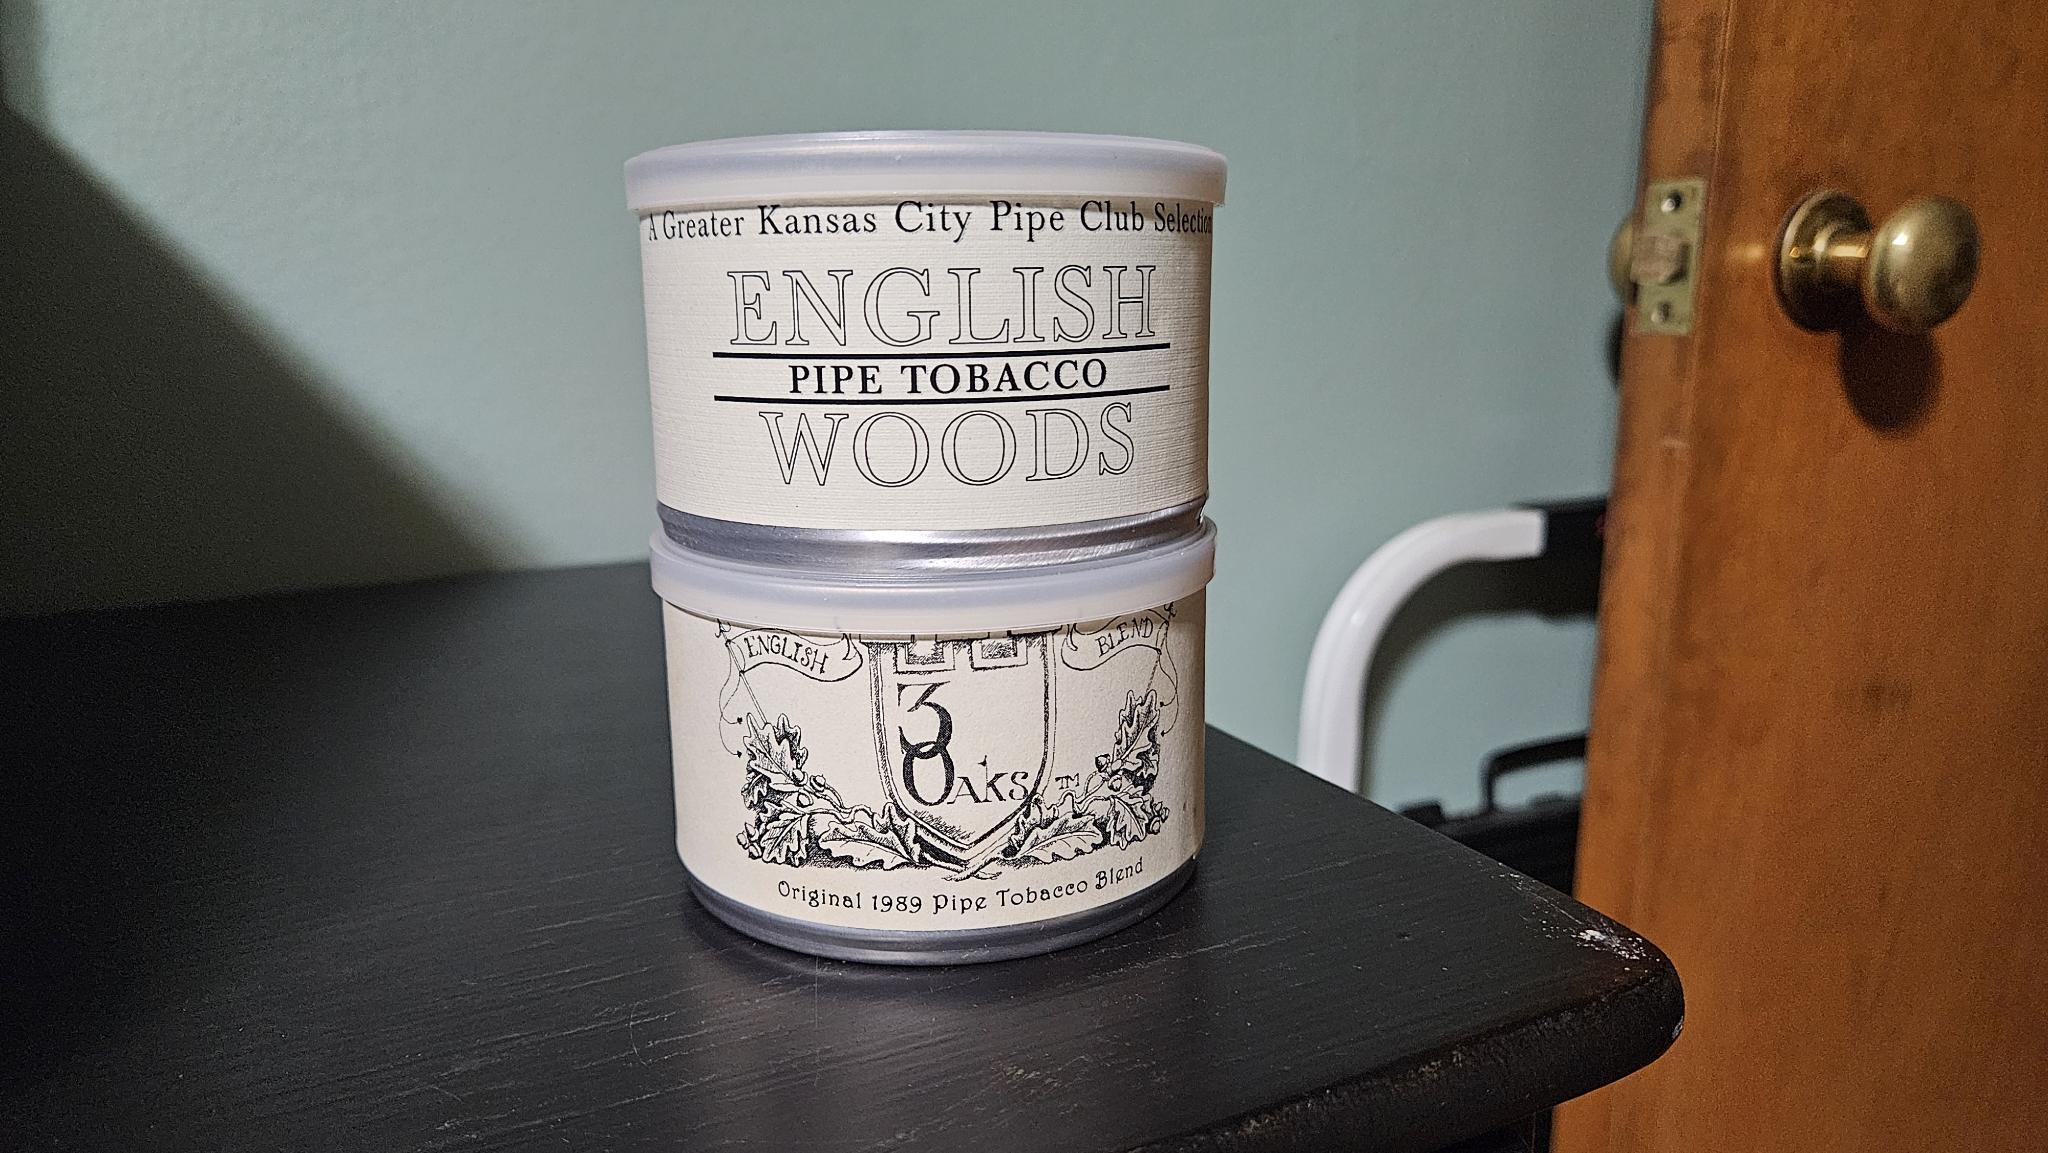 A Greater Kansas City Pipe Club Selection
ENGLISH
PIPE TOBACCO
WOODS
ENGLISH BLEND
3
OAKS ™
Original 1989 Pipe Tobacco Blend